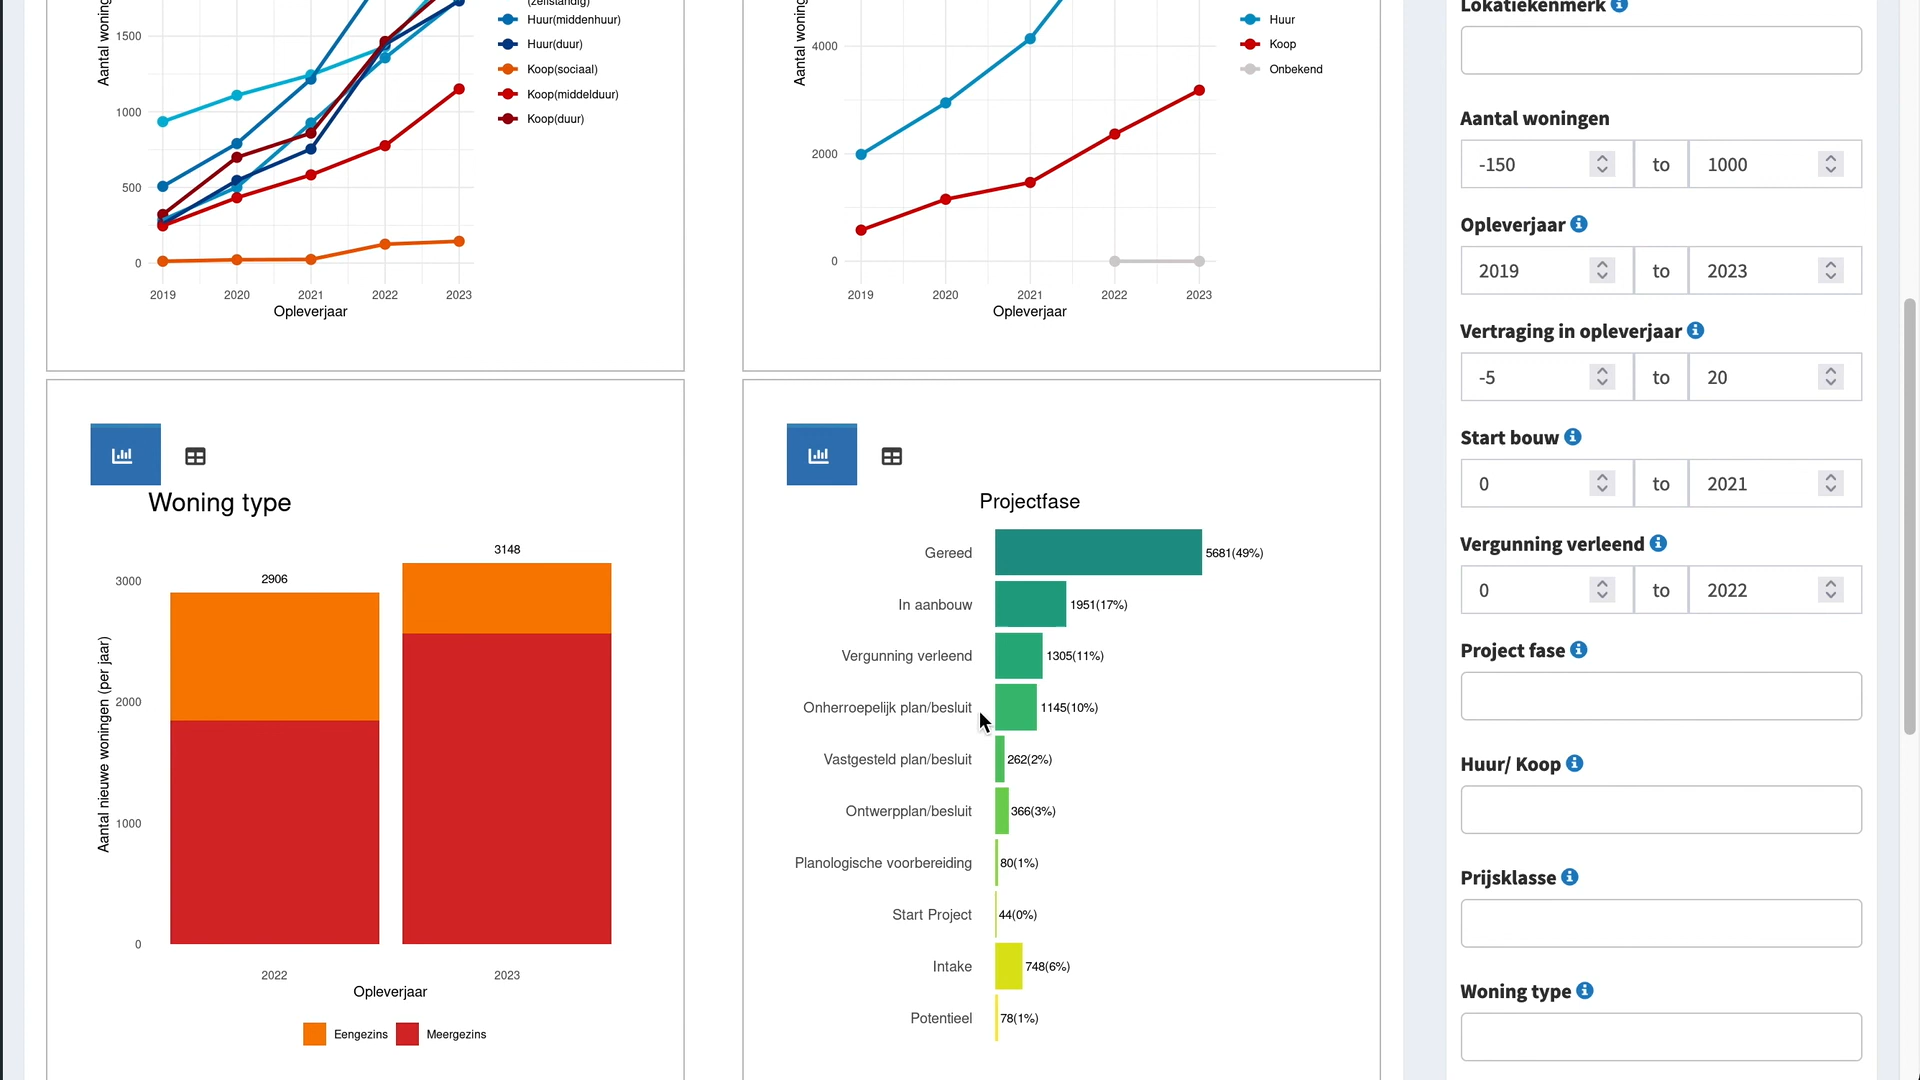 (zelfstandig)
Huur(middenhuur)
Huur(duur)
Koop(sociaal)
Koop(middelduur)
Koop(duur)
Aantal woning
1500
1000
500
0
2019 2020 2021 2022 2023
Opleverjaar
Aantal woning
4000
2000
0
2019 2020 2021 2022 2023
Opleverjaar
Huur
Koop
Onbekend
Woning type
2906
3148
Aantal nieuwe woningen (per jaar)
3000
2000
1000
0
2022 2023
Opleverjaar
Eengezins Meergezins
Projectfase
Gereed 5681(49%)
In aanbouw 1951(17%)
Vergunning verleend 1305(11%)
Onherroepelijk plan/besluit 1145(10%)
Vastgesteld plan/besluit 262(2%)
Ontwerpplan/besluit 366(3%)
Planologische voorbereiding 80(1%)
Start Project 44(0%)
Intake 748(6%)
Potentieel 78(1%)
Lokatiekenmerk
Aantal woningen
-150 to 1000
Opleverjaar
2019 to 2023
Vertraging in opleverjaar
-5 to 20
Start bouw
0 to 2021
Vergunning verleend
0 to 2022
Project fase
Huur/ Koop
Prijsklasse
Woning type